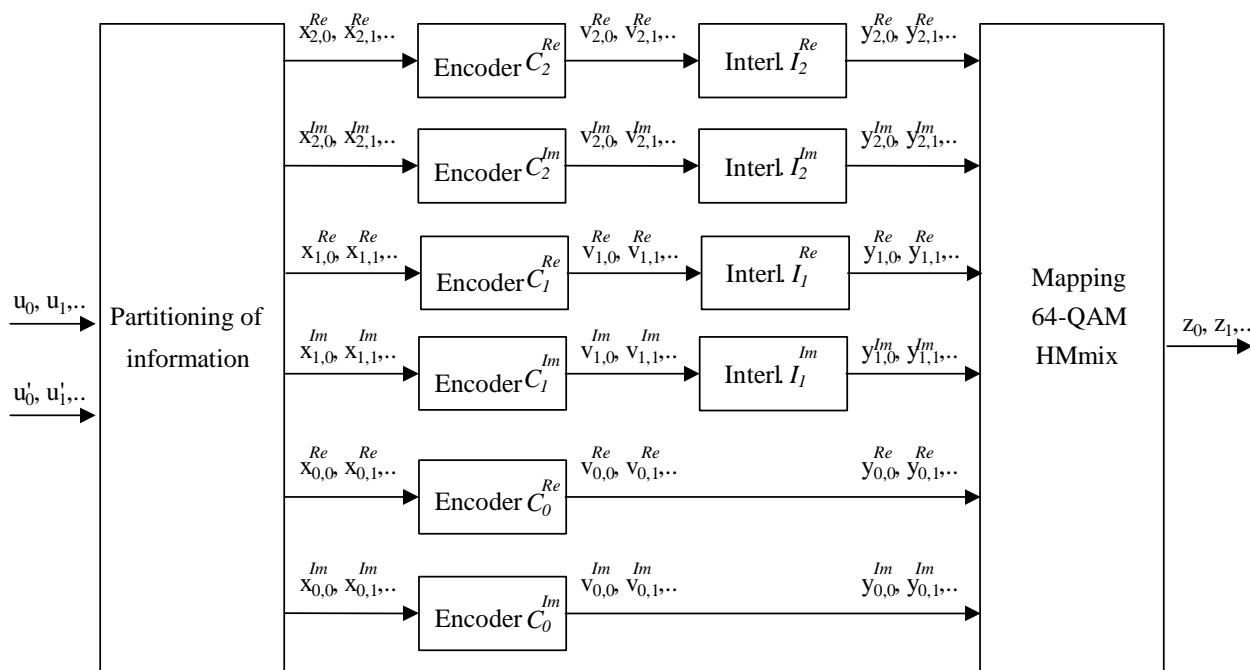 x₂,₀ᴿᵉ, x₂,₁ᴿᵉ,.. Encoder C₂ᴿᵉ v₂,₀ᴿᵉ, v₂,₁ᴿᵉ,.. Interl. I₂ᴿᵉ y₂,₀ᴿᵉ, y₂,₁ᴿᵉ,..
x₂,₀ᴵᵐ, x₂,₁ᴵᵐ,.. Encoder C₂ᴵᵐ v₂,₀ᴵᵐ, v₂,₁ᴵᵐ,.. Interl. I₂ᴵᵐ y₂,₀ᴵᵐ, y₂,₁ᴵᵐ,..
x₁,₀ᴿᵉ, x₁,₁ᴿᵉ,.. Encoder C₁ᴿᵉ v₁,₀ᴿᵉ, v₁,₁ᴿᵉ,.. Interl. I₁ᴿᵉ y₁,₀ᴿᵉ, y₁,₁ᴿᵉ,..
u₀, u₁,..
Partitioning of
information
u'₀, u'₁,..
x₁,₀ᴵᵐ, x₁,₁ᴵᵐ,.. Encoder C₁ᴵᵐ v₁,₀ᴵᵐ, v₁,₁ᴵᵐ,.. Interl. I₁ᴵᵐ y₁,₀ᴵᵐ, y₁,₁ᴵᵐ,..
Mapping
64-QAM
HMmix
z₀, z₁,..
x₀,₀ᴿᵉ, x₀,₁ᴿᵉ,.. Encoder C₀ᴿᵉ v₀,₀ᴿᵉ, v₀,₁ᴿᵉ,.. y₀,₀ᴿᵉ, y₀,₁ᴿᵉ,..
x₀,₀ᴵᵐ, x₀,₁ᴵᵐ,.. Encoder C₀ᴵᵐ v₀,₀ᴵᵐ, v₀,₁ᴵᵐ,.. y₀,₀ᴵᵐ, y₀,₁ᴵᵐ,..